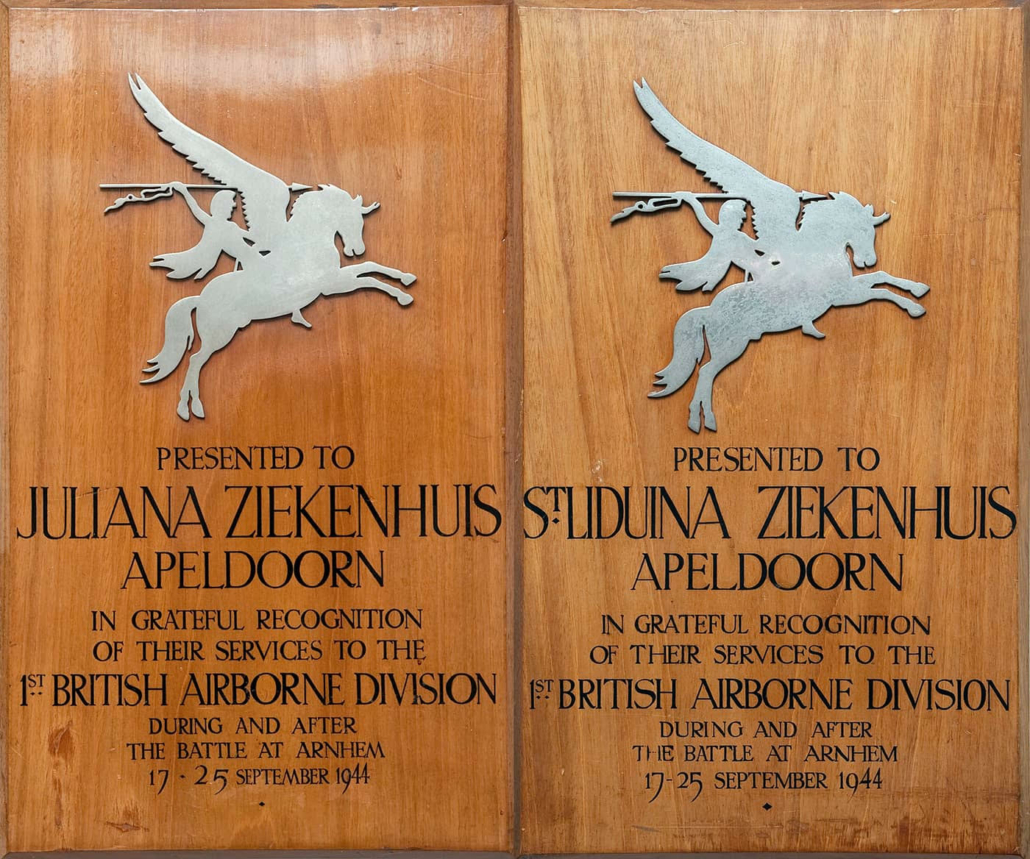 PRESENTED TO
JULIANA ZIEKENHUIS
APELDOORN
IN GRATEFUL RECOGNITION
OF THEIR SERVICES TO THE
1ST BRITISH AIRBORNE DIVISION
DURING AND AFTER
THE BATTLE AT ARNHEM
17 - 25 SEPTEMBER 1944
PRESENTED TO
ST. LIDUINA ZIEKENHUIS
APELDOORN
IN GRATEFUL RECOGNITION
OF THEIR SERVICES TO THE
1ST BRITISH AIRBORNE DIVISION
DURING AND AFTER
THE BATTLE AT ARNHEM
17-25 SEPTEMBER 1944